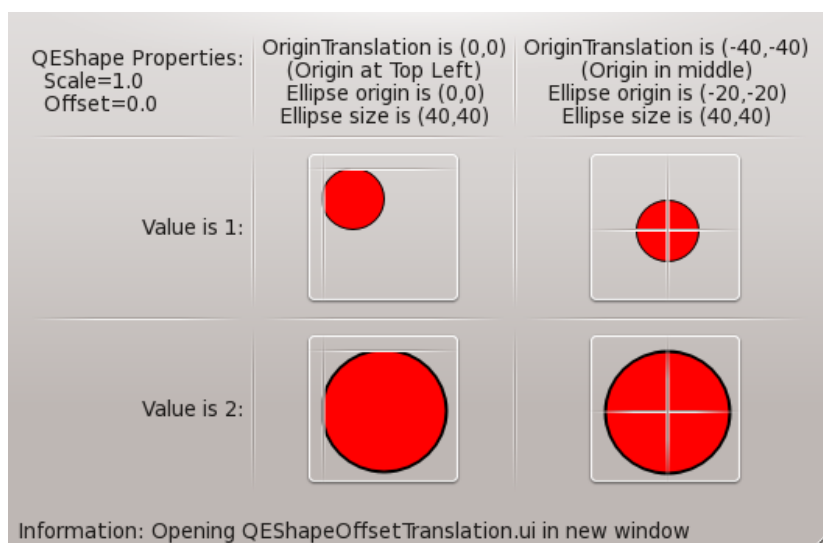 QEShape Properties:
Scale=1.0
Offset=0.0
OriginTranslation is (0,0)
(Origin at Top Left)
Ellipse origin is (0,0)
Ellipse size is (40,40)
OriginTranslation is (-40,-40)
(Origin in middle)
Ellipse origin is (-20,-20)
Ellipse size is (40,40)
Value is 1:
Value is 2:
Information: Opening QEShapeOffsetTranslation.ui in new window